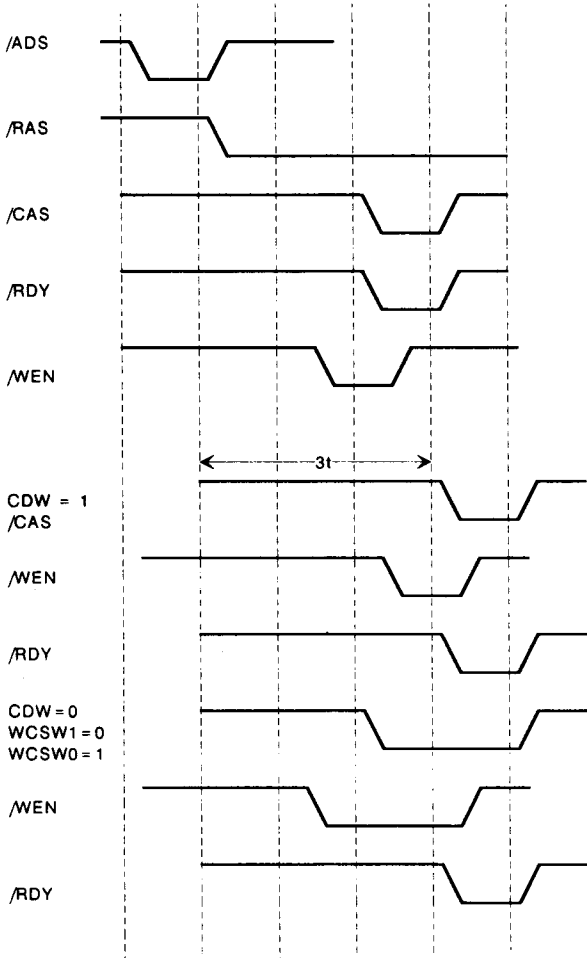 /ADS
/RAS
/CAS
/RDY
/WEN
3t
CDW = 1
/CAS
/WEN
/RDY
CDW=0
WCSW1=0
WCSW0=1
/WEN
/RDY